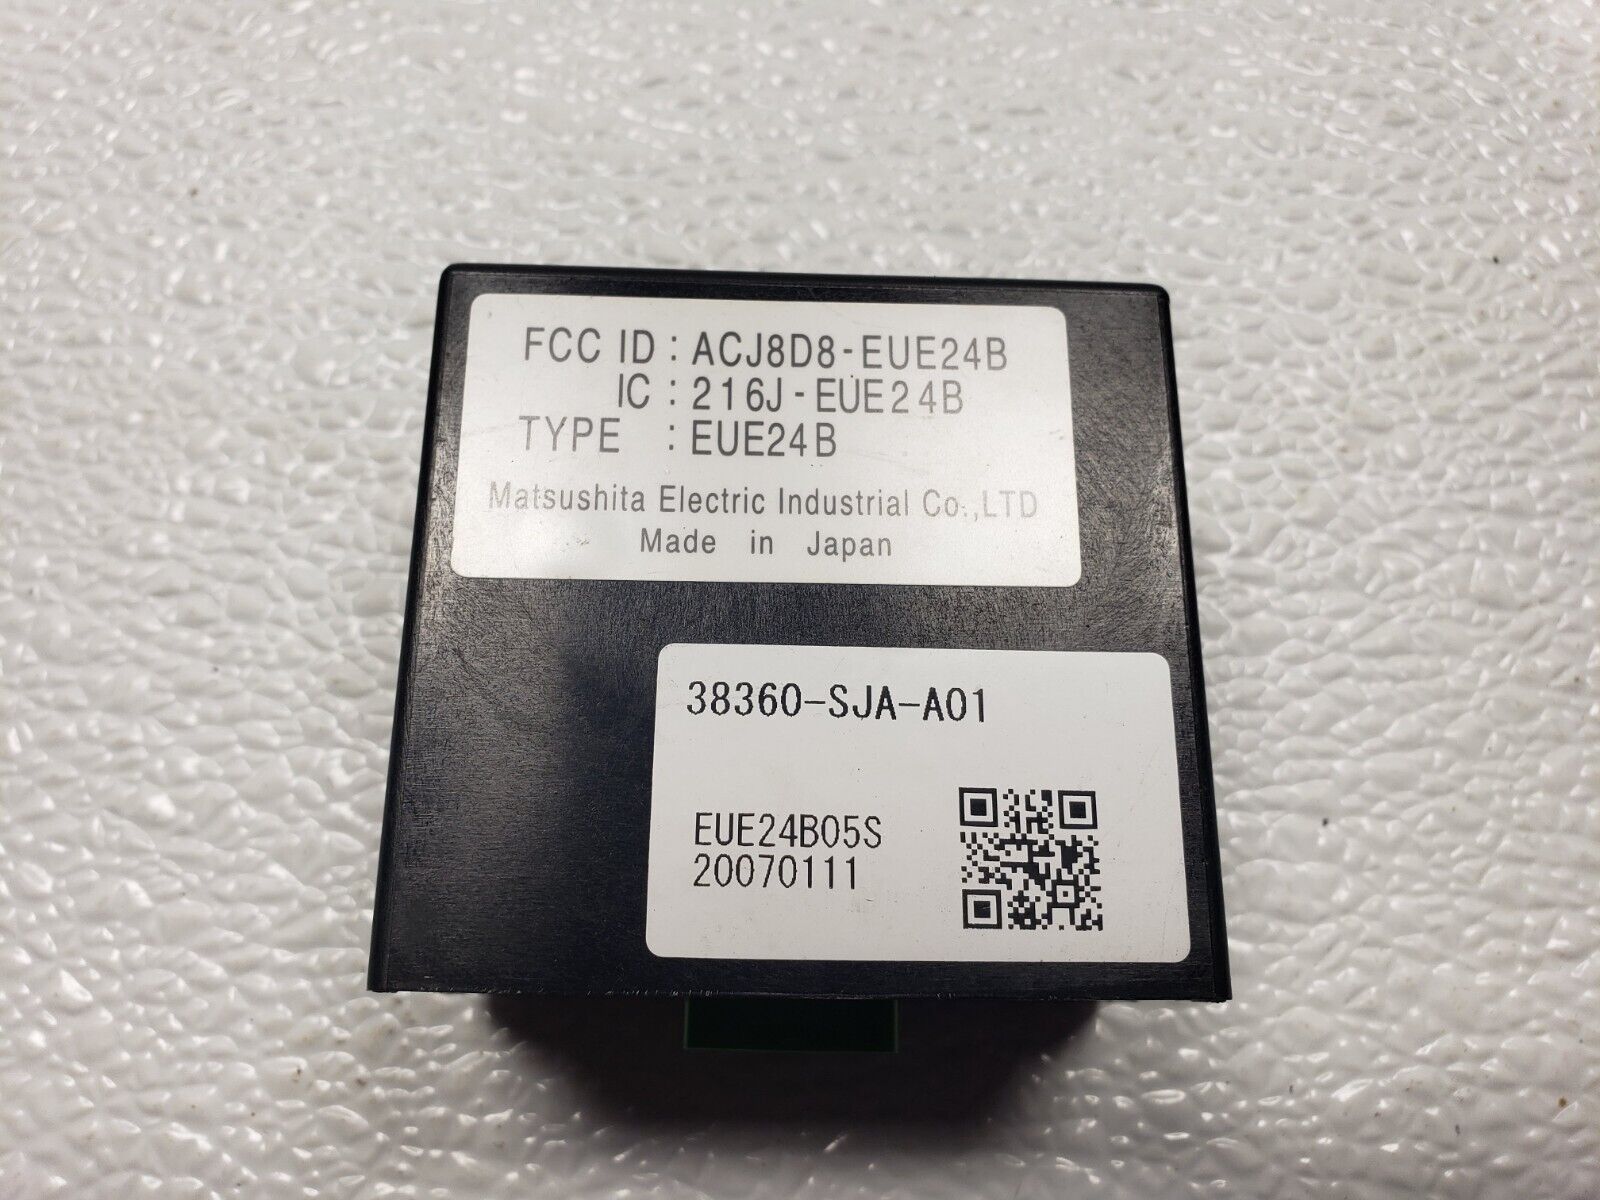 FCC ID : ACJ8D8-EUE24B
IC : 216J-EUE24B
TYPE : EUE24B
Matsushita Electric Industrial Co.,LTD
Made in Japan
38360-SJA-A01
EUE24B05S
20070111